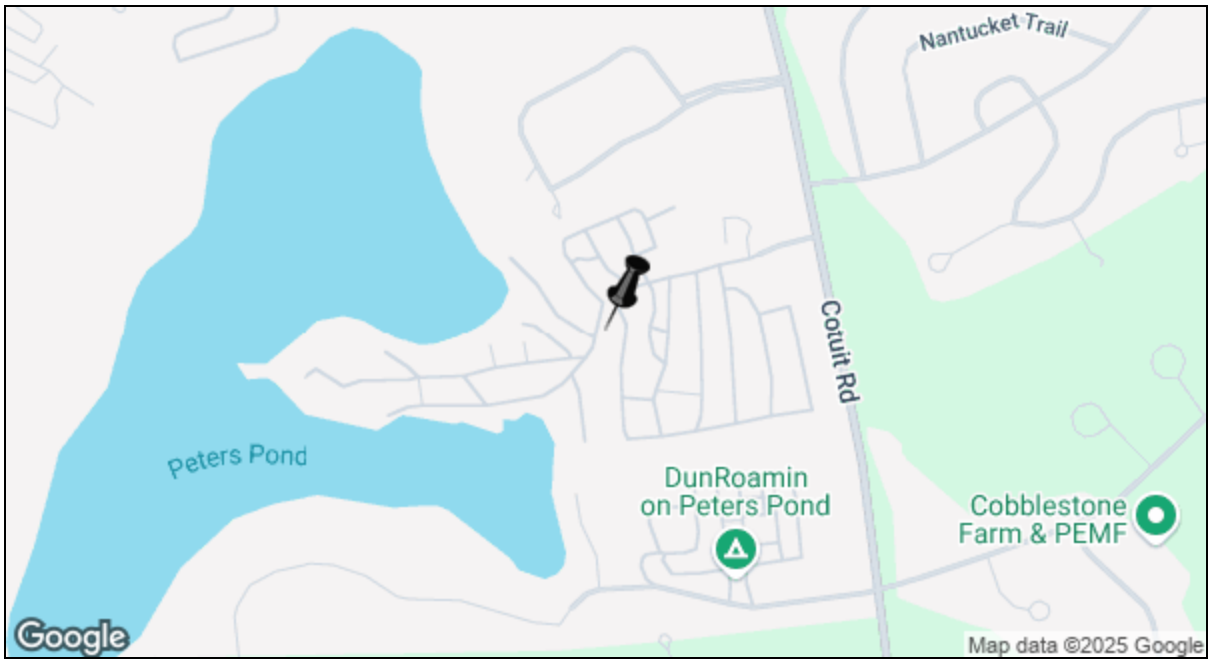 Nantucket Trail
Cotuit Rd
Peters Pond
DunRoamin
on Peters Pond
Cobblestone
Farm & PEMF
Google
Map data ©2025 Google